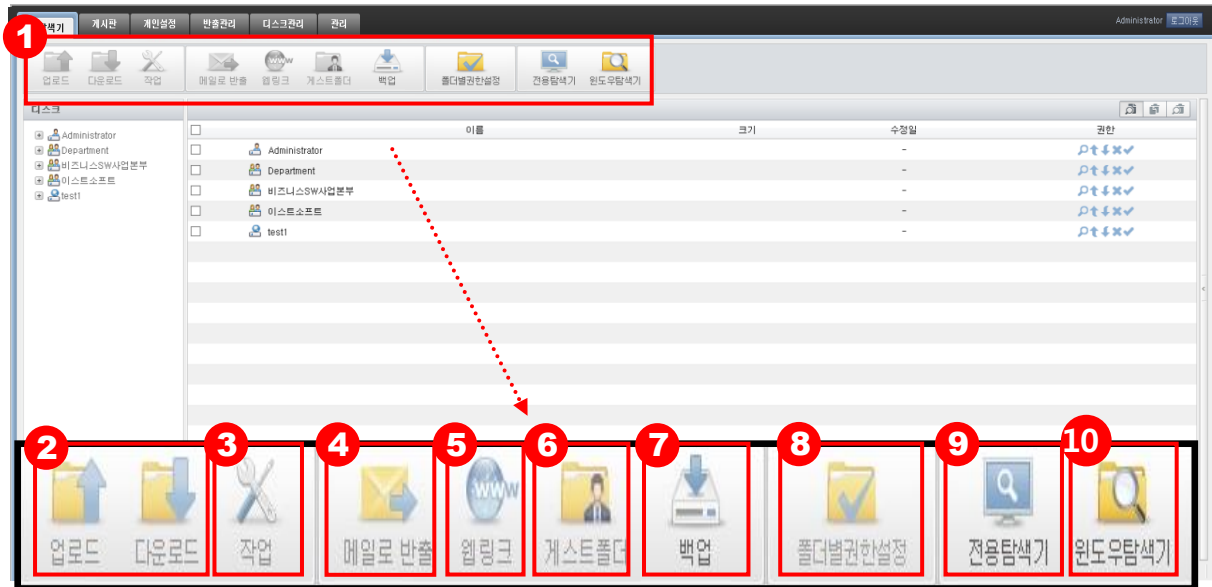 색기 게시판 개인설정 반출관리 디스크관리 관리 Administrator 로그아웃
1
업로드 다운로드 작업 메일로 반출 웹링크 게스트폴더 백업 폴더별권한설정 전용탐색기 윈도우탐색기
디스크
이름 크기 수정일 권한
Administrator
Department
비즈니스SW사업본부
이스트소프트
test1
Administrator -
Department -
비즈니스SW사업본부 -
이스트소프트 -
test1 -
2 3 4 5 6 7 8 9 10
www
업로드 다운로드 작업 메일로 반출 웹링크 게스트폴더 백업 폴더별권한설정 전용탐색기 윈도우탐색기